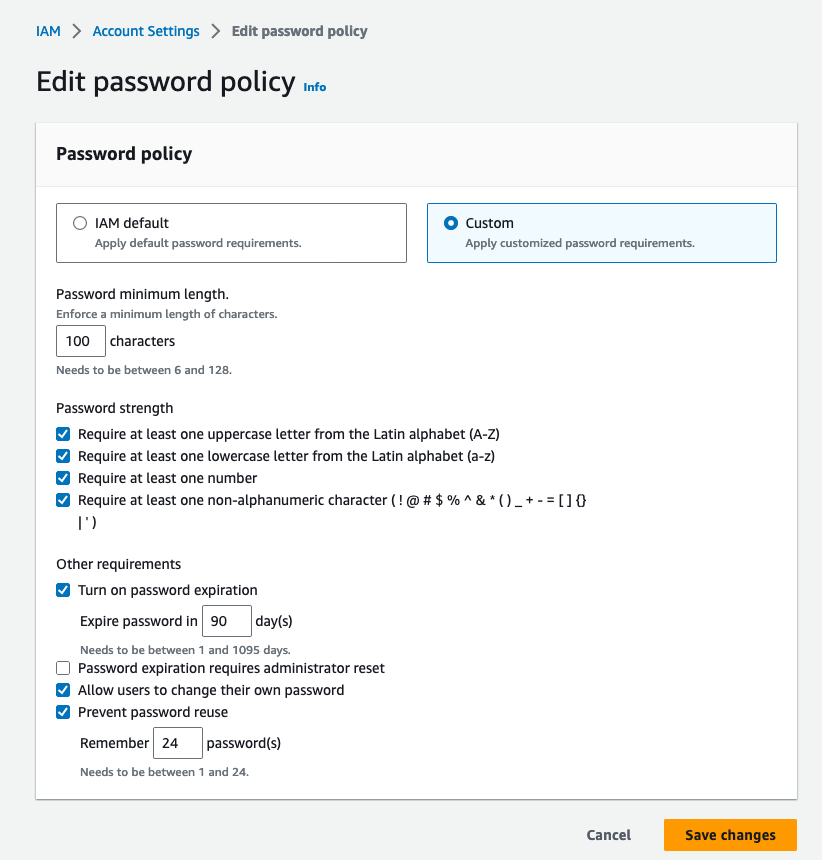 IAM > Account Settings > Edit password policy
Edit password policy Info
Password policy
IAM default
Apply default password requirements.
Custom
Apply customized password requirements.
Password minimum length.
Enforce a minimum length of characters.
100 characters
Needs to be between 6 and 128.
Password strength
Require at least one uppercase letter from the Latin alphabet (A-Z)
Require at least one lowercase letter from the Latin alphabet (a-z)
Require at least one number
Require at least one non-alphanumeric character ( ! @ # $ % ^ & * ( ) _ + - = [ ] {}
| ' )
Other requirements
Turn on password expiration
Expire password in 90 day(s)
Needs to be between 1 and 1095 days.
Password expiration requires administrator reset
Allow users to change their own password
Prevent password reuse
Remember 24 password(s)
Needs to be between 1 and 24.
Cancel Save changes